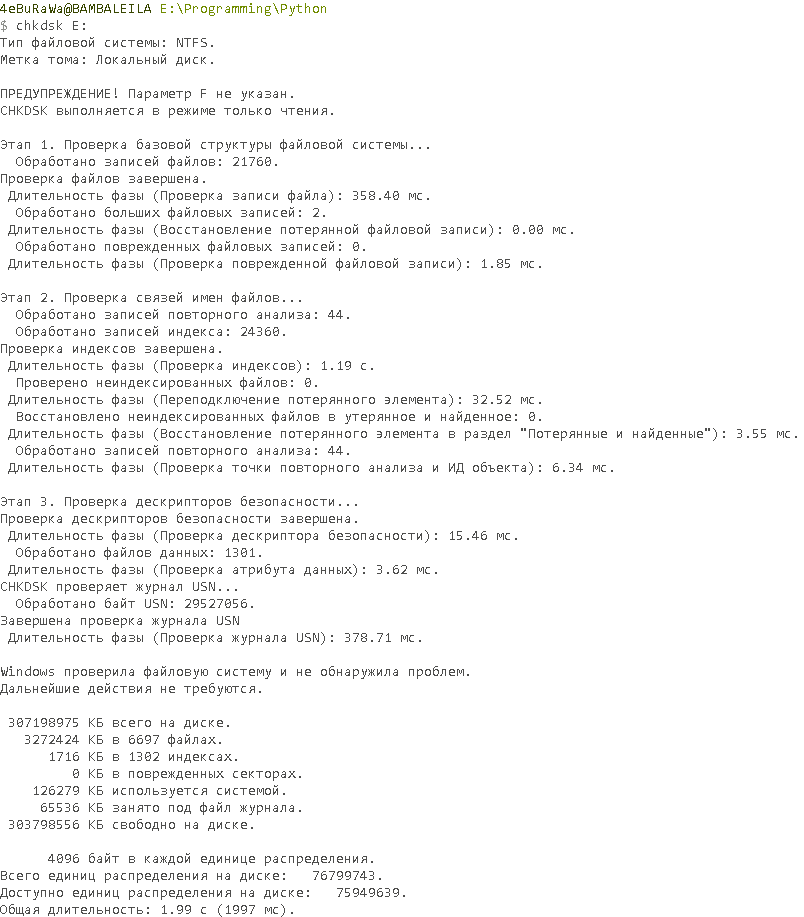 4eBuRaWa@BAMBALEILA E:\Programming\Python
$ chkdsk E:
Тип файловой системы: NTFS.
Метка тома: Локальный диск.
ПРЕДУПРЕЖДЕНИЕ! Параметр F не указан.
CHKDSK выполняется в режиме только чтения.
Этап 1. Проверка базовой структуры файловой системы...
Обработано записей файлов: 21760.
Проверка файлов завершена.
Длительность фазы (Проверка записи файла): 358.40 мс.
Обработано больших файловых записей: 2.
Длительность фазы (Восстановление потерянной файловой записи): 0.00 мс.
Обработано поврежденных файловых записей: 0.
Длительность фазы (Проверка поврежденной файловой записи): 1.85 мс.
Этап 2. Проверка связей имен файлов...
Обработано записей повторного анализа: 44.
Обработано записей индекса: 24360.
Проверка индексов завершена.
Длительность фазы (Проверка индексов): 1.19 с.
Проверено неиндексированных файлов: 0.
Длительность фазы (Переподключение потерянного элемента): 32.52 мс.
Восстановлено неиндексированных файлов в утерянное и найденное: 0.
Длительность фазы (Восстановление потерянного элемента в раздел "Потерянные и найденные"): 3.55 мс.
Обработано записей повторного анализа: 44.
Длительность фазы (Проверка точки повторного анализа и ИД объекта): 6.34 мс.
Этап 3. Проверка дескрипторов безопасности...
Проверка дескрипторов безопасности завершена.
Длительность фазы (Проверка дескриптора безопасности): 15.46 мс.
Обработано файлов данных: 1301.
Длительность фазы (Проверка атрибута данных): 3.62 мс.
CHKDSK проверяет журнал USN...
Обработано байт USN: 29527056.
Завершена проверка журнала USN
Длительность фазы (Проверка журнала USN): 378.71 мс.
Windows проверила файловую систему и не обнаружила проблем.
Дальнейшие действия не требуются.
307198975 КБ всего на диске.
3272424 КБ в 6697 файлах.
1716 КБ в 1302 индексах.
0 КБ в поврежденных секторах.
126279 КБ используется системой.
65536 КБ занято под файл журнала.
303798556 КБ свободно на диске.
4096 байт в каждой единице распределения.
Всего единиц распределения на диске: 76799743.
Доступно единиц распределения на диске: 75949639.
Общая длительность: 1.99 с (1997 мс).